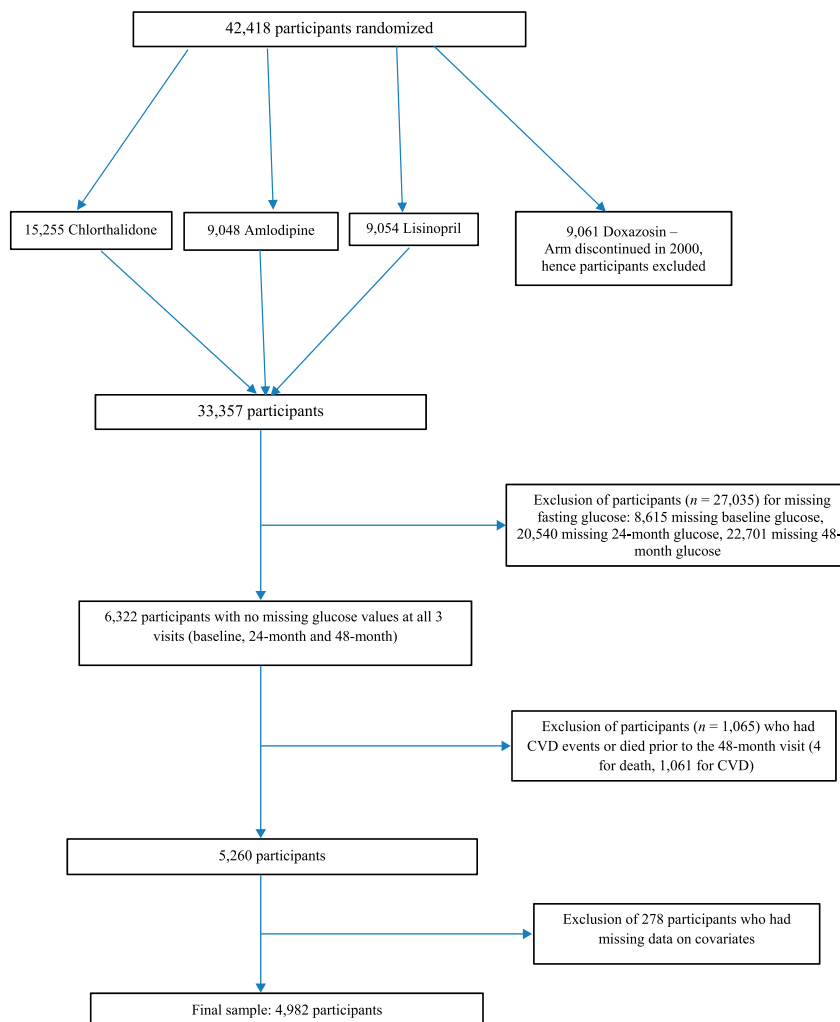 42,418 participants randomized
15,255 Chlorthalidone
9,048 Amlodipine
9,054 Lisinopril
9,061 Doxazosin –
Arm discontinued in 2000,
hence participants excluded
33,357 participants
Exclusion of participants (n = 27,035) for missing
fasting glucose: 8,615 missing baseline glucose,
20,540 missing 24-month glucose, 22,701 missing 48-
month glucose
6,322 participants with no missing glucose values at all 3
visits (baseline, 24-month and 48-month)
Exclusion of participants (n = 1,065) who had
CVD events or died prior to the 48-month visit (4
for death, 1,061 for CVD)
5,260 participants
Exclusion of 278 participants who had
missing data on covariates
Final sample: 4,982 participants